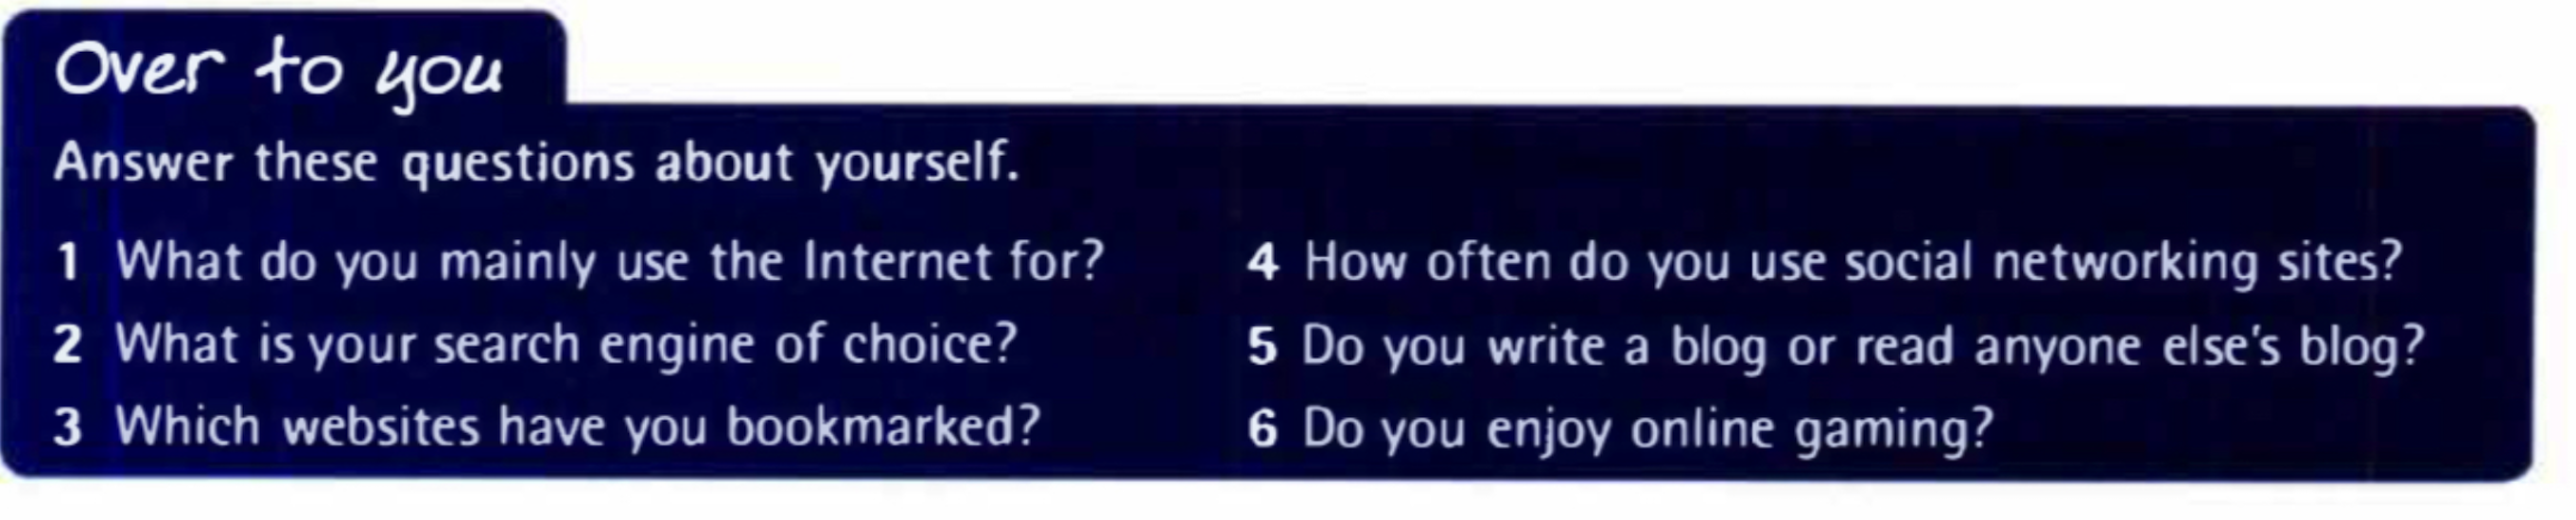 Over to you
Answer these questions about yourself.
1 What do you mainly use the Internet for?
2 What is your search engine of choice?
3 Which websites have you bookmarked?
4 How often do you use social networking sites?
5 Do you write a blog or read anyone else's blog?
6 Do you enjoy online gaming?